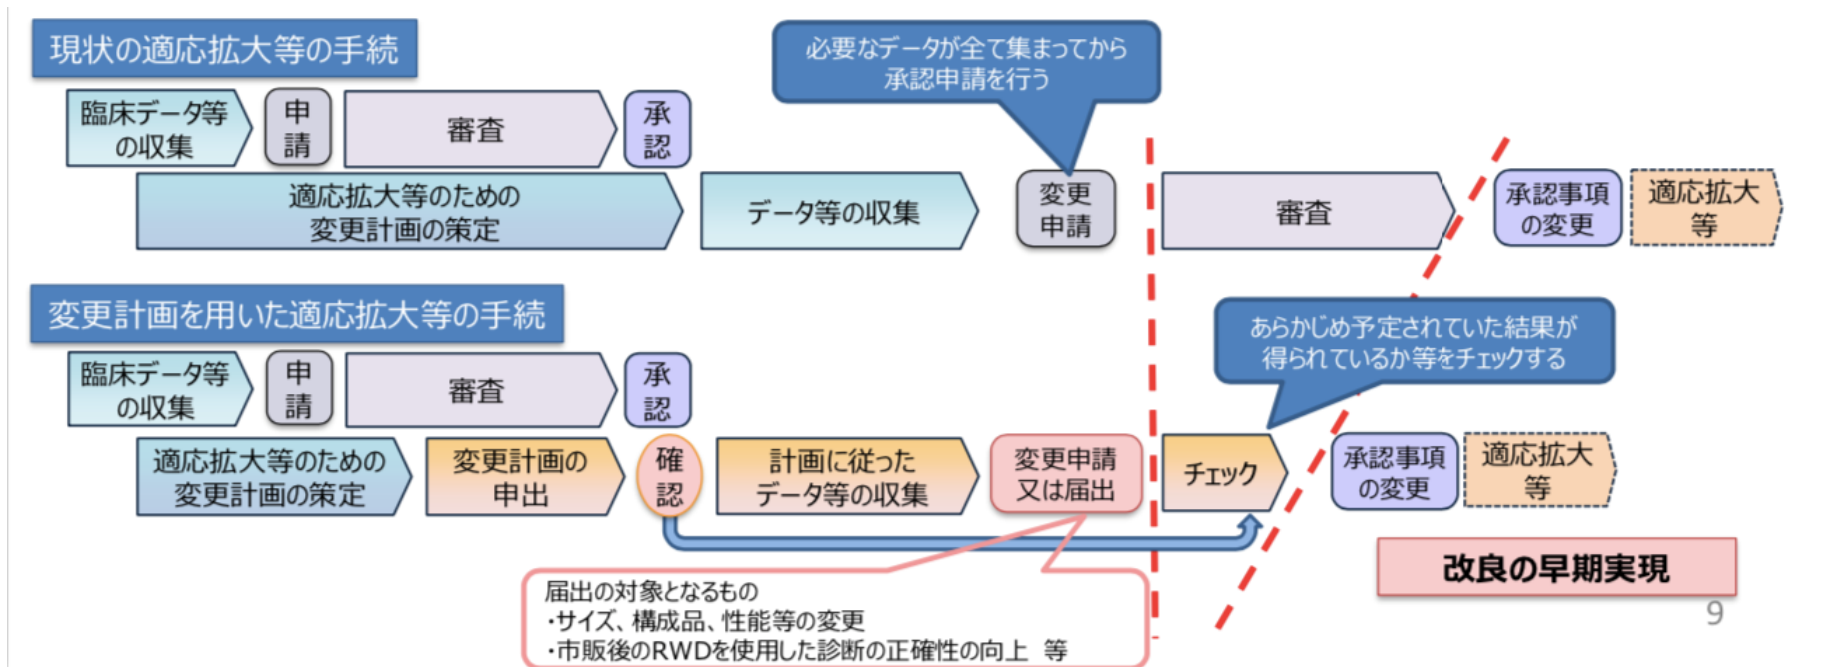 現状の適応拡大等の手続
必要なデータが全て集まってから
承認申請を行う
臨床データ等
の収集
申
請
審査
承
認
適応拡大等のための
変更計画の策定
データ等の収集
変更
申請
審査
承認事項
の変更
適応拡大
等
変更計画を用いた適応拡大等の手続
あらかじめ予定されていた結果が
得られているか等をチェックする
臨床データ等
の収集
申
請
審査
承
認
適応拡大等のための
変更計画の策定
変更計画の
申出
確
認
計画に従った
データ等の収集
変更申請
又は届出
チェック
承認事項
の変更
適応拡大
等
届出の対象となるもの
・サイズ、構成品、性能等の変更
・市販後のRWDを使用した診断の正確性の向上 等
改良の早期実現
9